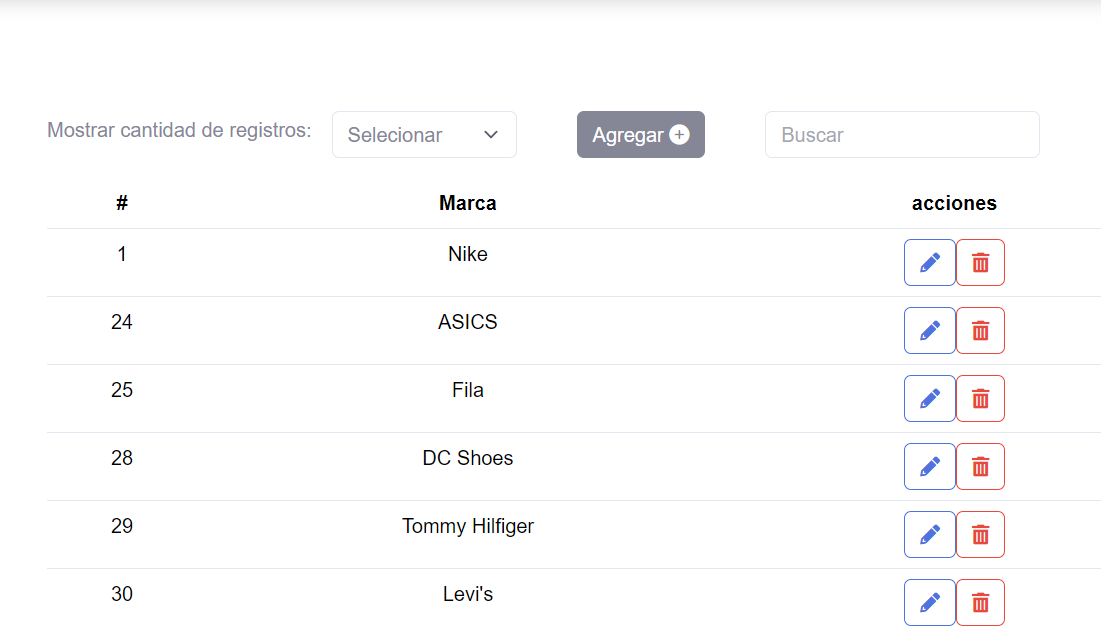 Mostrar cantidad de registros: Selecionar Agregar Buscar
# Marca acciones
1 Nike
24 ASICS
25 Fila
28 DC Shoes
29 Tommy Hilfiger
30 Levi's